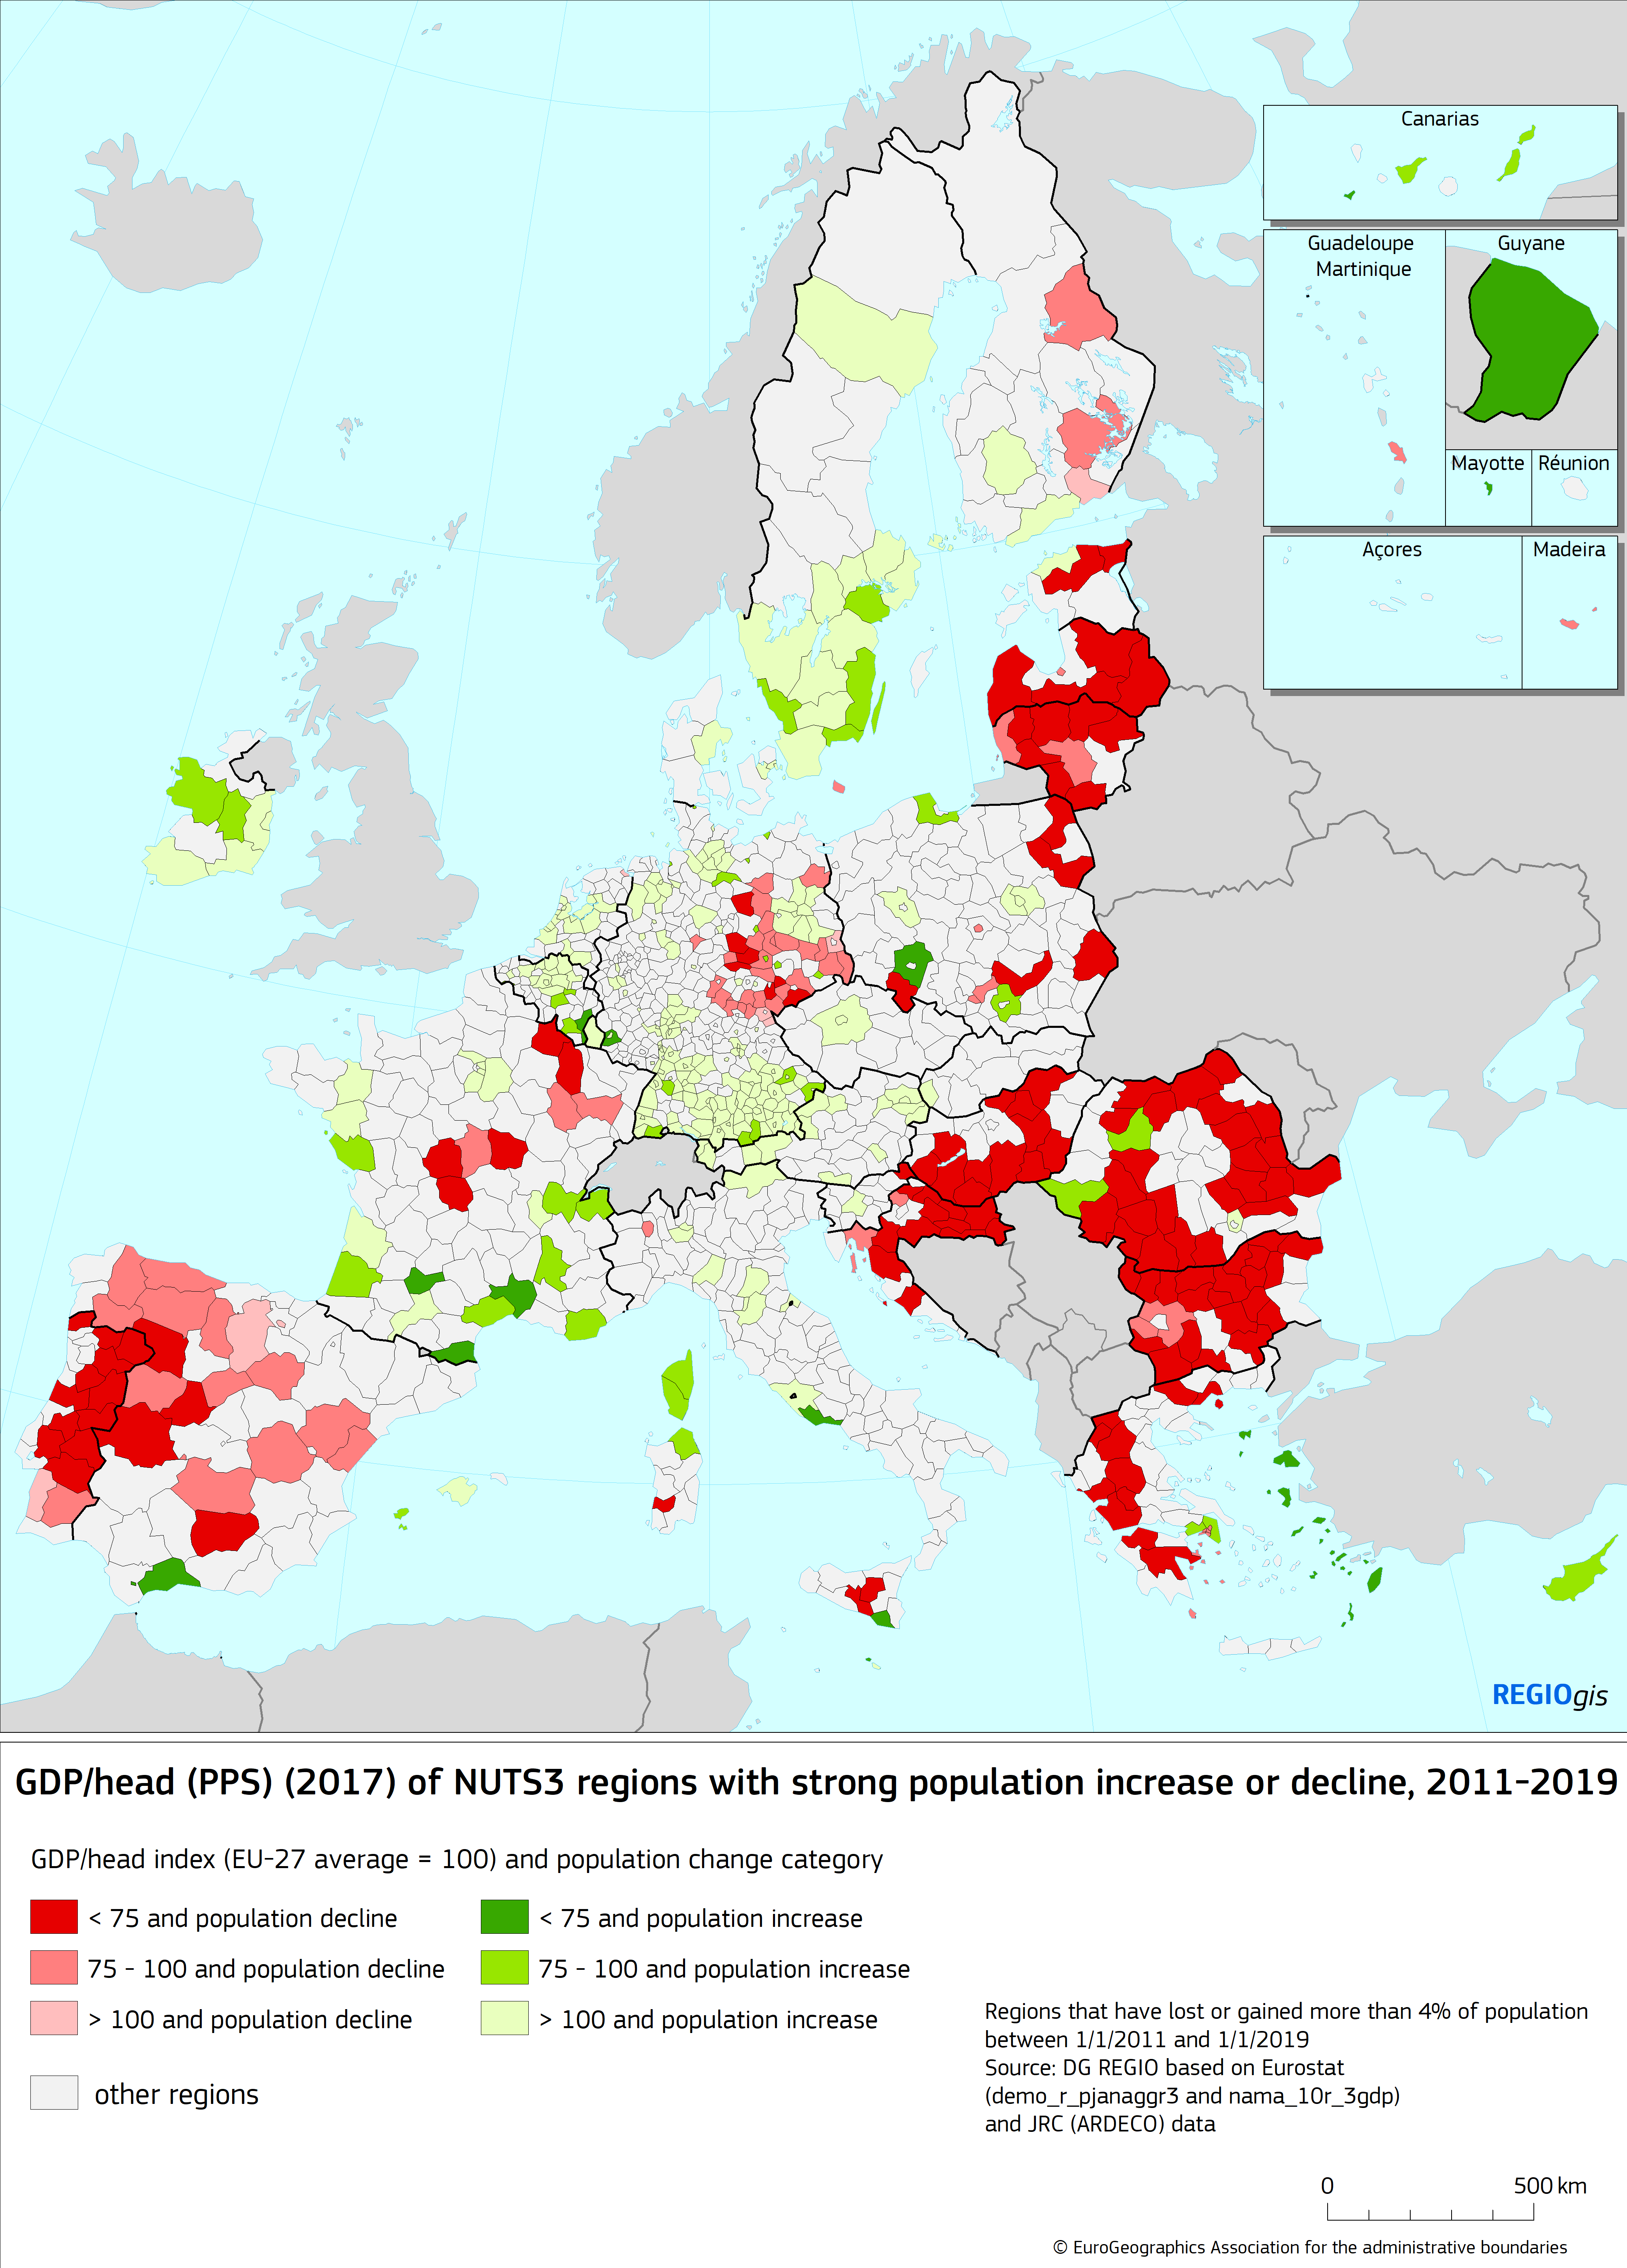 Canarias
Guadeloupe
Martinique
Guyane
Mayotte
Réunion
Açores
Madeira
REGIOgis
GDP/head (PPS) (2017) of NUTS3 regions with strong population increase or decline, 2011-2019
GDP/head index (EU-27 average = 100) and population change category
< 75 and population decline
< 75 and population increase
75 - 100 and population decline
75 - 100 and population increase
> 100 and population decline
> 100 and population increase
other regions
Regions that have lost or gained more than 4% of population
between 1/1/2011 and 1/1/2019
Source: DG REGIO based on Eurostat
(demo_r_pjanaggr3 and nama_10r_3gdp)
and JRC (ARDECO) data
0 500 km
© EuroGeographics Association for the administrative boundaries